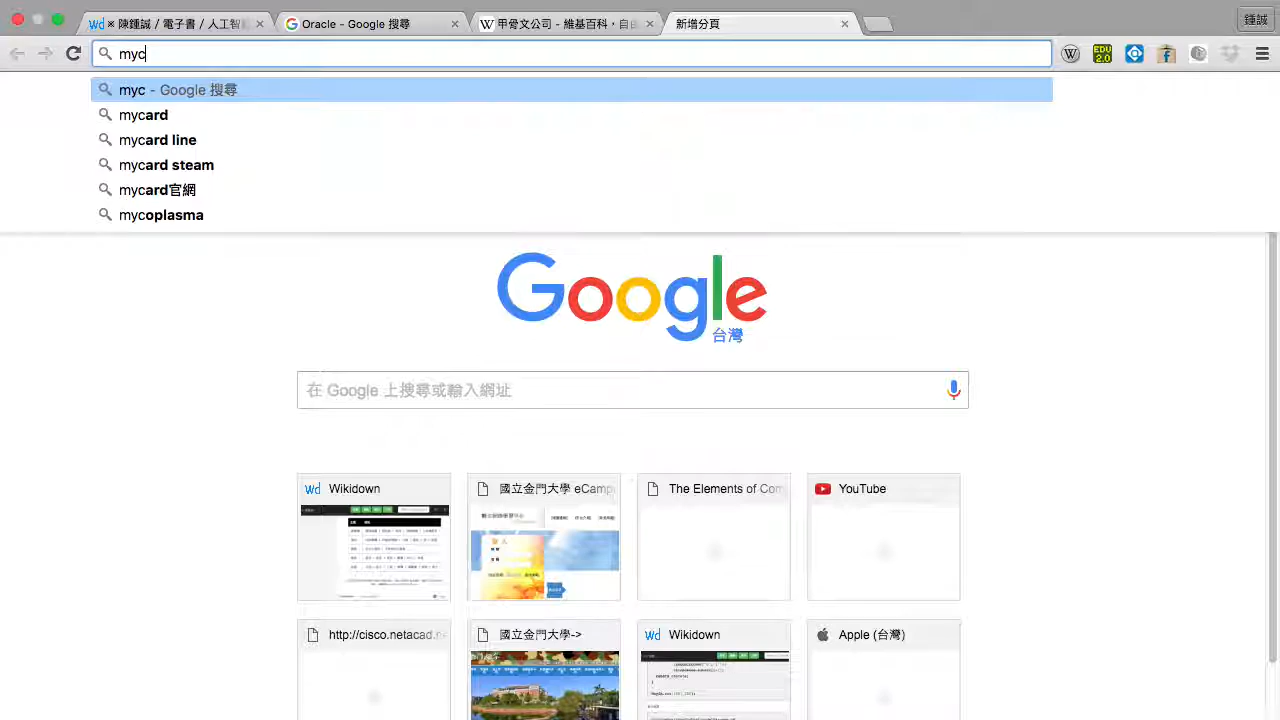 ※ 陳鍾誠 / 電子書 / 人工智
Oracle - Google 搜尋
甲骨文公司 - 維基百科，自由
新增分頁
鍾誠
myc
myc - Google 搜尋
mycard
mycard line
mycard steam
mycard官網
mycoplasma
Google
台灣
在 Google 上搜尋或輸入網址
Wikidown
國立金門大學 eCamp
The Elements of Com
YouTube
http://cisco.netacad.ne
國立金門大學->
Wikidown
Apple (台灣)